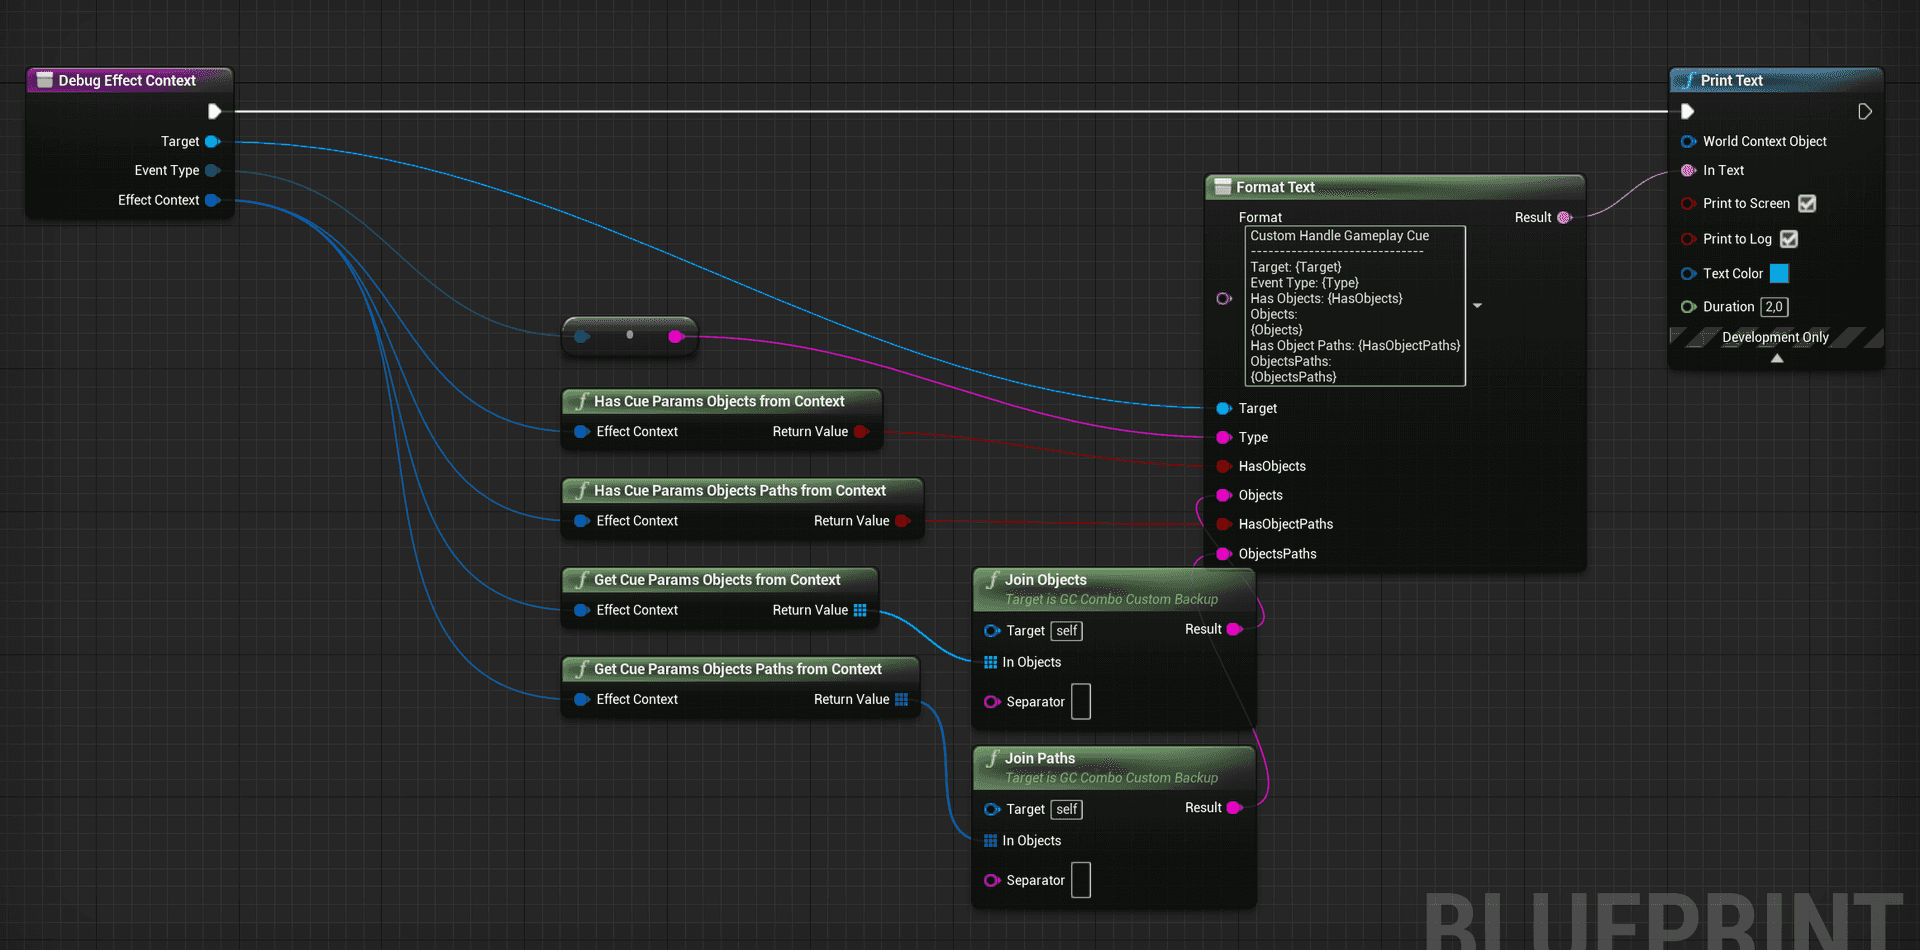 Debug Effect Context
Target
Event Type
Effect Context
Has Cue Params Objects from Context
Effect Context
Return Value
Has Cue Params Objects Paths from Context
Effect Context
Return Value
Get Cue Params Objects from Context
Effect Context
Return Value
Get Cue Params Objects Paths from Context
Effect Context
Return Value
Join Objects
Target is GC Combo Custom Backup
Target self
Result
In Objects
Separator
Join Paths
Target is GC Combo Custom Backup
Target self
Result
In Objects
Separator
Format Text
Format
Result
Custom Handle Gameplay Cue
----------------------------
Target: {Target}
Event Type: {Type}
Has Objects: {HasObjects}
Objects:
{Objects}
Has Object Paths: {HasObjectPaths}
ObjectsPaths:
{ObjectsPaths}
Target
Type
HasObjects
Objects
HasObjectPaths
ObjectsPaths
Print Text
World Context Object
In Text
Print to Screen
Print to Log
Text Color
Duration 2,0
Development Only
BLUEPRINT